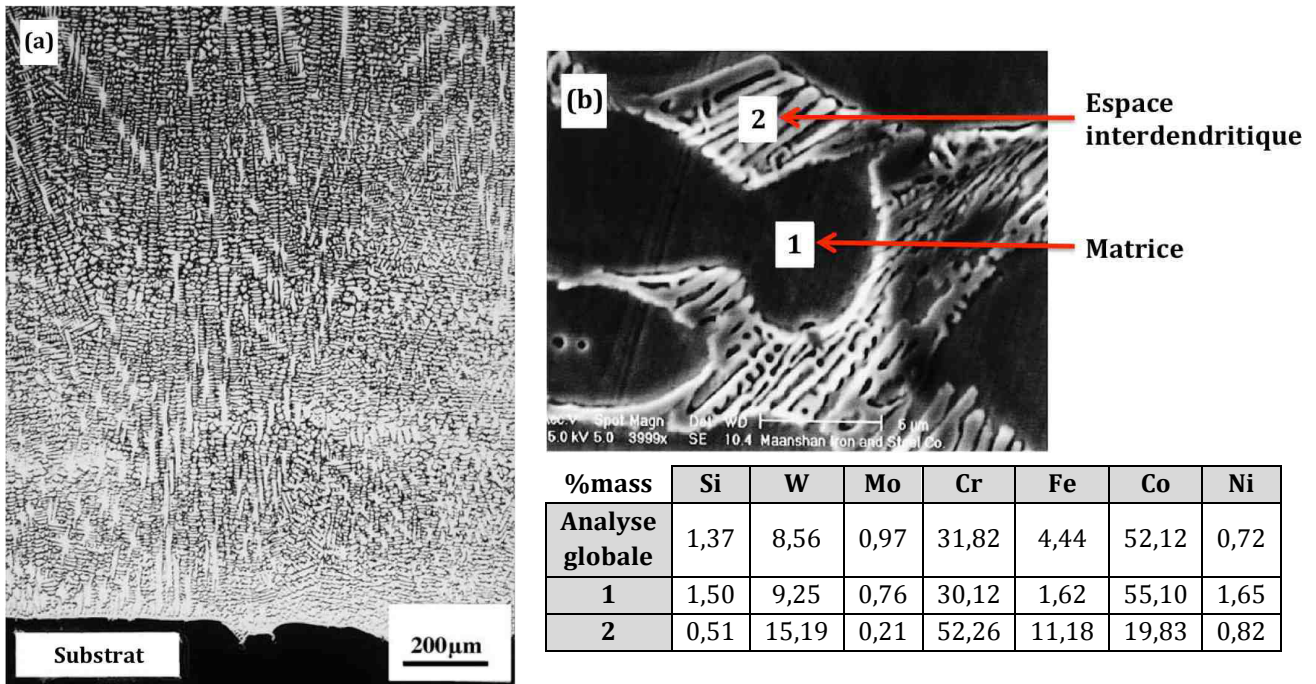 (a)
Substrat
200µm
(b)
2
1
Espace
interdendritique
Matrice
Spot Magn Det WD 6 µm
5.0 kV 5.0 3999x SE 10.4 Maanshan Iron and Steel Co.
%mass Si W Mo Cr Fe Co Ni
Analyse
globale 1,37 8,56 0,97 31,82 4,44 52,12 0,72
1 1,50 9,25 0,76 30,12 1,62 55,10 1,65
2 0,51 15,19 0,21 52,26 11,18 19,83 0,82